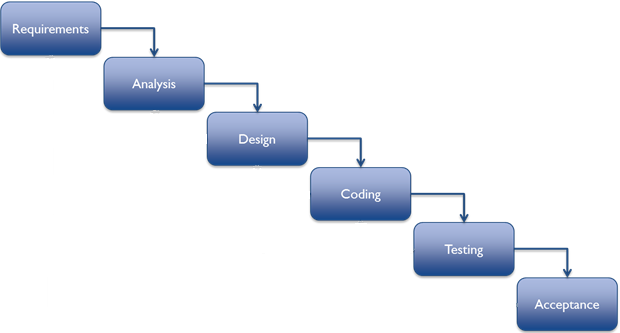 Requirements
Analysis
Design
Coding
Testing
Acceptance